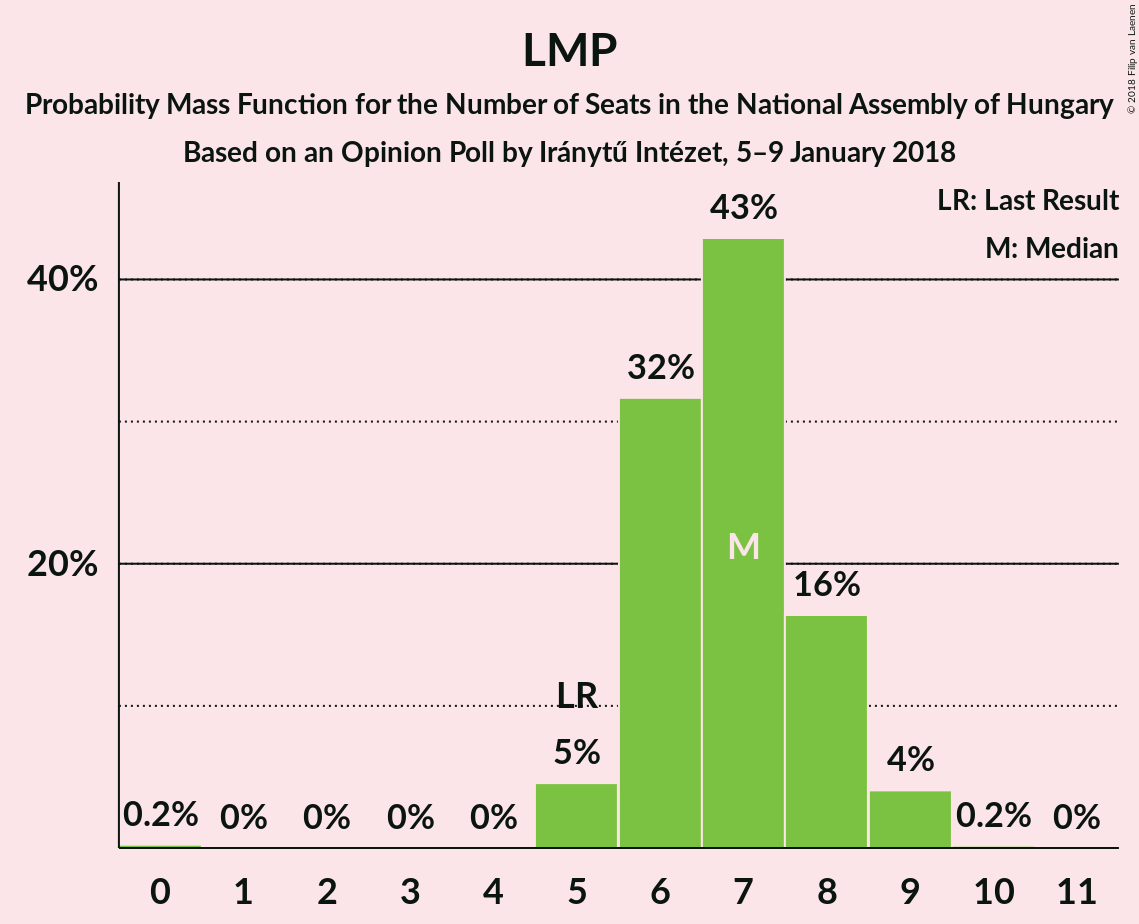 LMP
Probability Mass Function for the Number of Seats in the National Assembly of Hungary
Based on an Opinion Poll by Iránytű Intézet, 5–9 January 2018
© 2018 Filip van Laenen
LR: Last Result
M: Median
43%
40%
32%
M
20%
16%
LR
5%
4%
0.2% 0% 0% 0% 0% 0.2% 0%
0 1 2 3 4 5 6 7 8 9 10 11